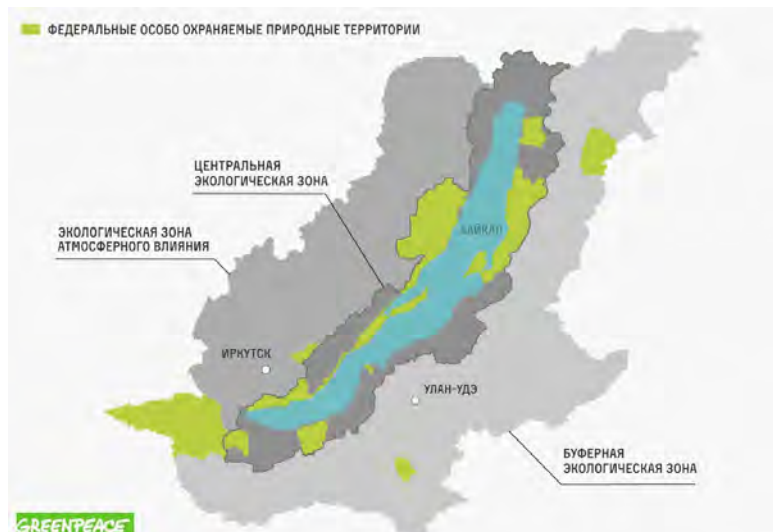 ФЕДЕРАЛЬНЫЕ ОСОБО ОХРАНЯЕМЫЕ ПРИРОДНЫЕ ТЕРРИТОРИИ
ЦЕНТРАЛЬНАЯ
ЭКОЛОГИЧЕСКАЯ ЗОНА
ЭКОЛОГИЧЕСКАЯ ЗОНА
АТМОСФЕРНОГО ВЛИЯНИЯ
БАЙКАЛ
ИРКУТСК
УЛАН-УДЭ
БУФЕРНАЯ
ЭКОЛОГИЧЕСКАЯ ЗОНА
GREENPEACE